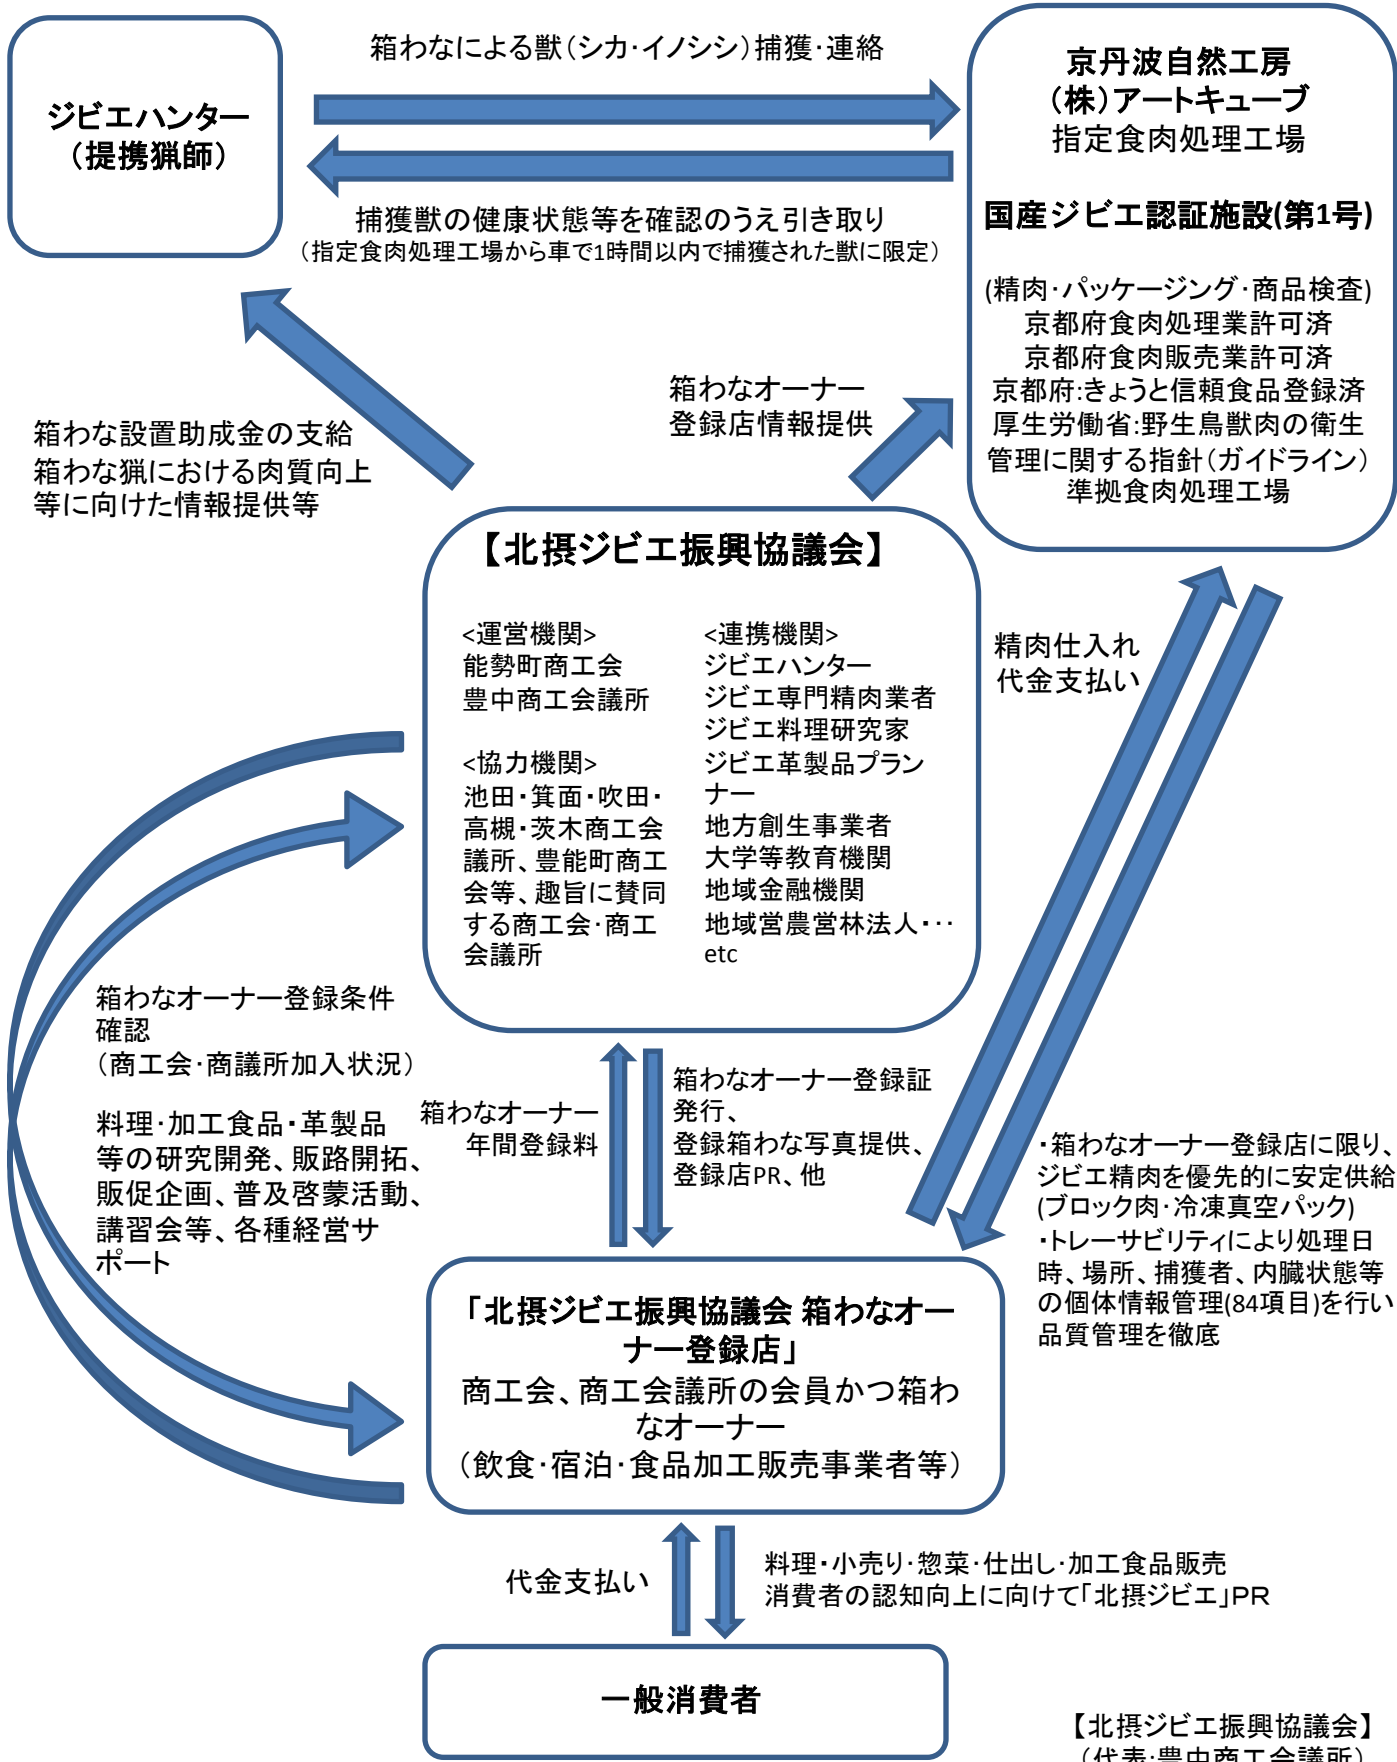 箱わなによる獣（シカ・イノシシ）捕獲・連絡
ジビエハンター
（提携猟師）
京丹波自然工房
（株）アートキューブ
指定食肉処理工場
国産ジビエ認証施設(第1号)
(精肉・パッケージング・商品検査)
京都府食肉処理業許可済
京都府食肉販売業許可済
京都府:きょうと信頼食品登録済
厚生労働省:野生鳥獣肉の衛生
管理に関する指針（ガイドライン）
準拠食肉処理工場
捕獲獣の健康状態等を確認のうえ引き取り
（指定食肉処理工場から車で1時間以内で捕獲された獣に限定）
箱わな設置助成金の支給
箱わな猟における肉質向上
等に向けた情報提供等
箱わなオーナー
登録店情報提供
【北摂ジビエ振興協議会】
<運営機関>
能勢町商工会
豊中商工会議所
<協力機関>
池田・箕面・吹田・
高槻・茨木商工会
議所、豊能町商工
会等、趣旨に賛同
する商工会・商工
会議所
<連携機関>
ジビエハンター
ジビエ専門精肉業者
ジビエ料理研究家
ジビエ革製品プラン
ナー
地方創生事業者
大学等教育機関
地域金融機関
地域営農営林法人・・・
etc
精肉仕入れ
代金支払い
箱わなオーナー登録条件
確認
（商工会・商議所加入状況）
料理・加工食品・革製品
等の研究開発、販路開拓、
販促企画、普及啓蒙活動、
講習会等、各種経営サ
ポート
箱わなオーナー
年間登録料
箱わなオーナー登録証
発行、
登録箱わな写真提供、
登録店PR、他
・箱わなオーナー登録店に限り、
ジビエ精肉を優先的に安定供給
(ブロック肉・冷凍真空パック)
・トレーサビリティにより処理日
時、場所、捕獲者、内臓状態等
の個体情報管理(84項目)を行い
品質管理を徹底
「北摂ジビエ振興協議会 箱わなオー
ナー登録店」
商工会、商工会議所の会員かつ箱わ
なオーナー
（飲食・宿泊・食品加工販売事業者等）
代金支払い
料理・小売り・惣菜・仕出し・加工食品販売
消費者の認知向上に向けて「北摂ジビエ」PR
一般消費者
【北摂ジビエ振興協議会】
（代表:豊中商工会議所）